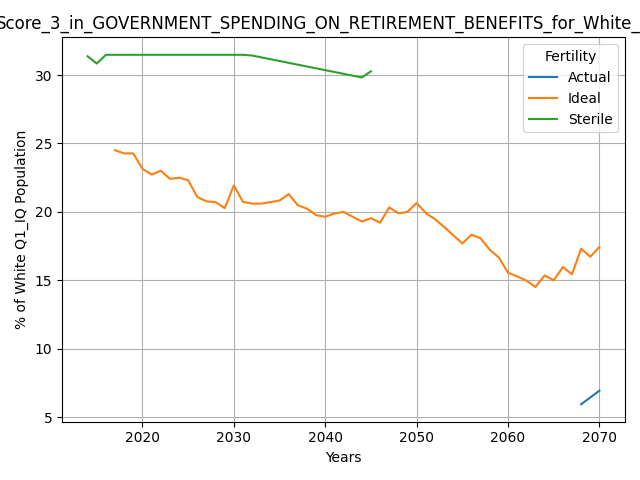 Score_3_in_GOVERNMENT_SPENDING_ON_RETIREMENT_BENEFITS_for_White_
Fertility
Actual
Ideal
Sterile
% of White Q1_IQ Population
30
25
20
15
10
5
2020 2030 2040 2050 2060 2070
Years